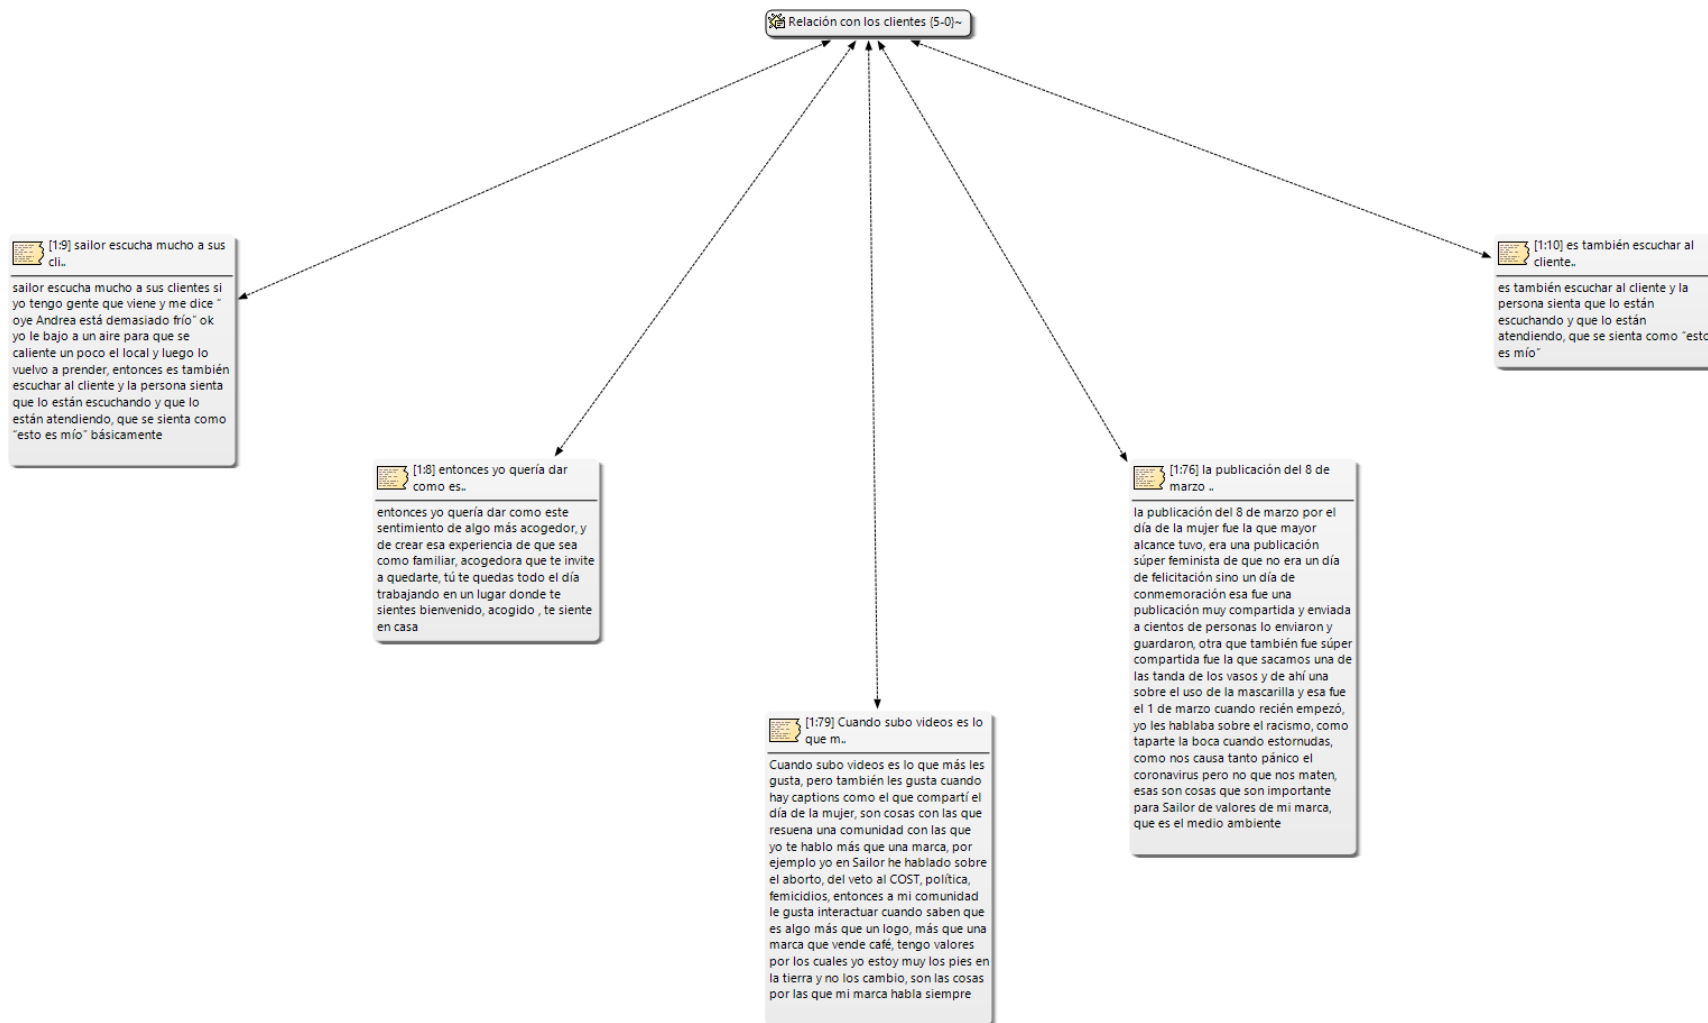 Relación con los clientes {5-0}~
[1:9] sailor escucha mucho a sus
cli..
sailor escucha mucho a sus clientes si
yo tengo gente que viene y me dice “
oye Andrea está demasiado frío” ok
yo le bajo a un aire para que se
caliente un poco el local y luego lo
vuelvo a prender, entonces es también
escuchar al cliente y la persona sienta
que lo están escuchando y que lo
están atendiendo, que se sienta como
“esto es mío” básicamente
[1:8] entonces yo quería dar
como es..
entonces yo quería dar como este
sentimiento de algo más acogedor, y
de crear esa experiencia de que sea
como familiar, acogedora que te invite
a quedarte, tú te quedas todo el día
trabajando en un lugar donde te
sientes bienvenido, acogido , te siente
en casa
[1:79] Cuando subo videos es lo
que m..
Cuando subo videos es lo que más les
gusta, pero también les gusta cuando
hay captions como el que compartí el
día de la mujer, son cosas con las que
resuena una comunidad con las que
yo te hablo más que una marca, por
ejemplo yo en Sailor he hablado sobre
el aborto, del veto al COST, política,
femicidios, entonces a mi comunidad
le gusta interactuar cuando saben que
es algo más que un logo, más que una
marca que vende café, tengo valores
por los cuales yo estoy muy los pies en
la tierra y no los cambio, son las cosas
por las que mi marca habla siempre
[1:76] la publicación del 8 de
marzo ..
la publicación del 8 de marzo por el
día de la mujer fue la que mayor
alcance tuvo, era una publicación
súper feminista de que no era un día
de felicitación sino un día de
conmemoración esa fue una
publicación muy compartida y enviada
a cientos de personas lo enviaron y
guardaron, otra que también fue súper
compartida fue la que sacamos una de
las tanda de los vasos y de ahí una
sobre el uso de la mascarilla y esa fue
el 1 de marzo cuando recién empezó,
yo les hablaba sobre el racismo, como
taparte la boca cuando estornudas,
como nos causa tanto pánico el
coronavirus pero no que nos maten,
esas son cosas que son importante
para Sailor de valores de mi marca,
que es el medio ambiente
[1:10] es también escuchar al
cliente..
es también escuchar al cliente y la
persona sienta que lo están
escuchando y que lo están
atendiendo, que se sienta como “esto
es mío”